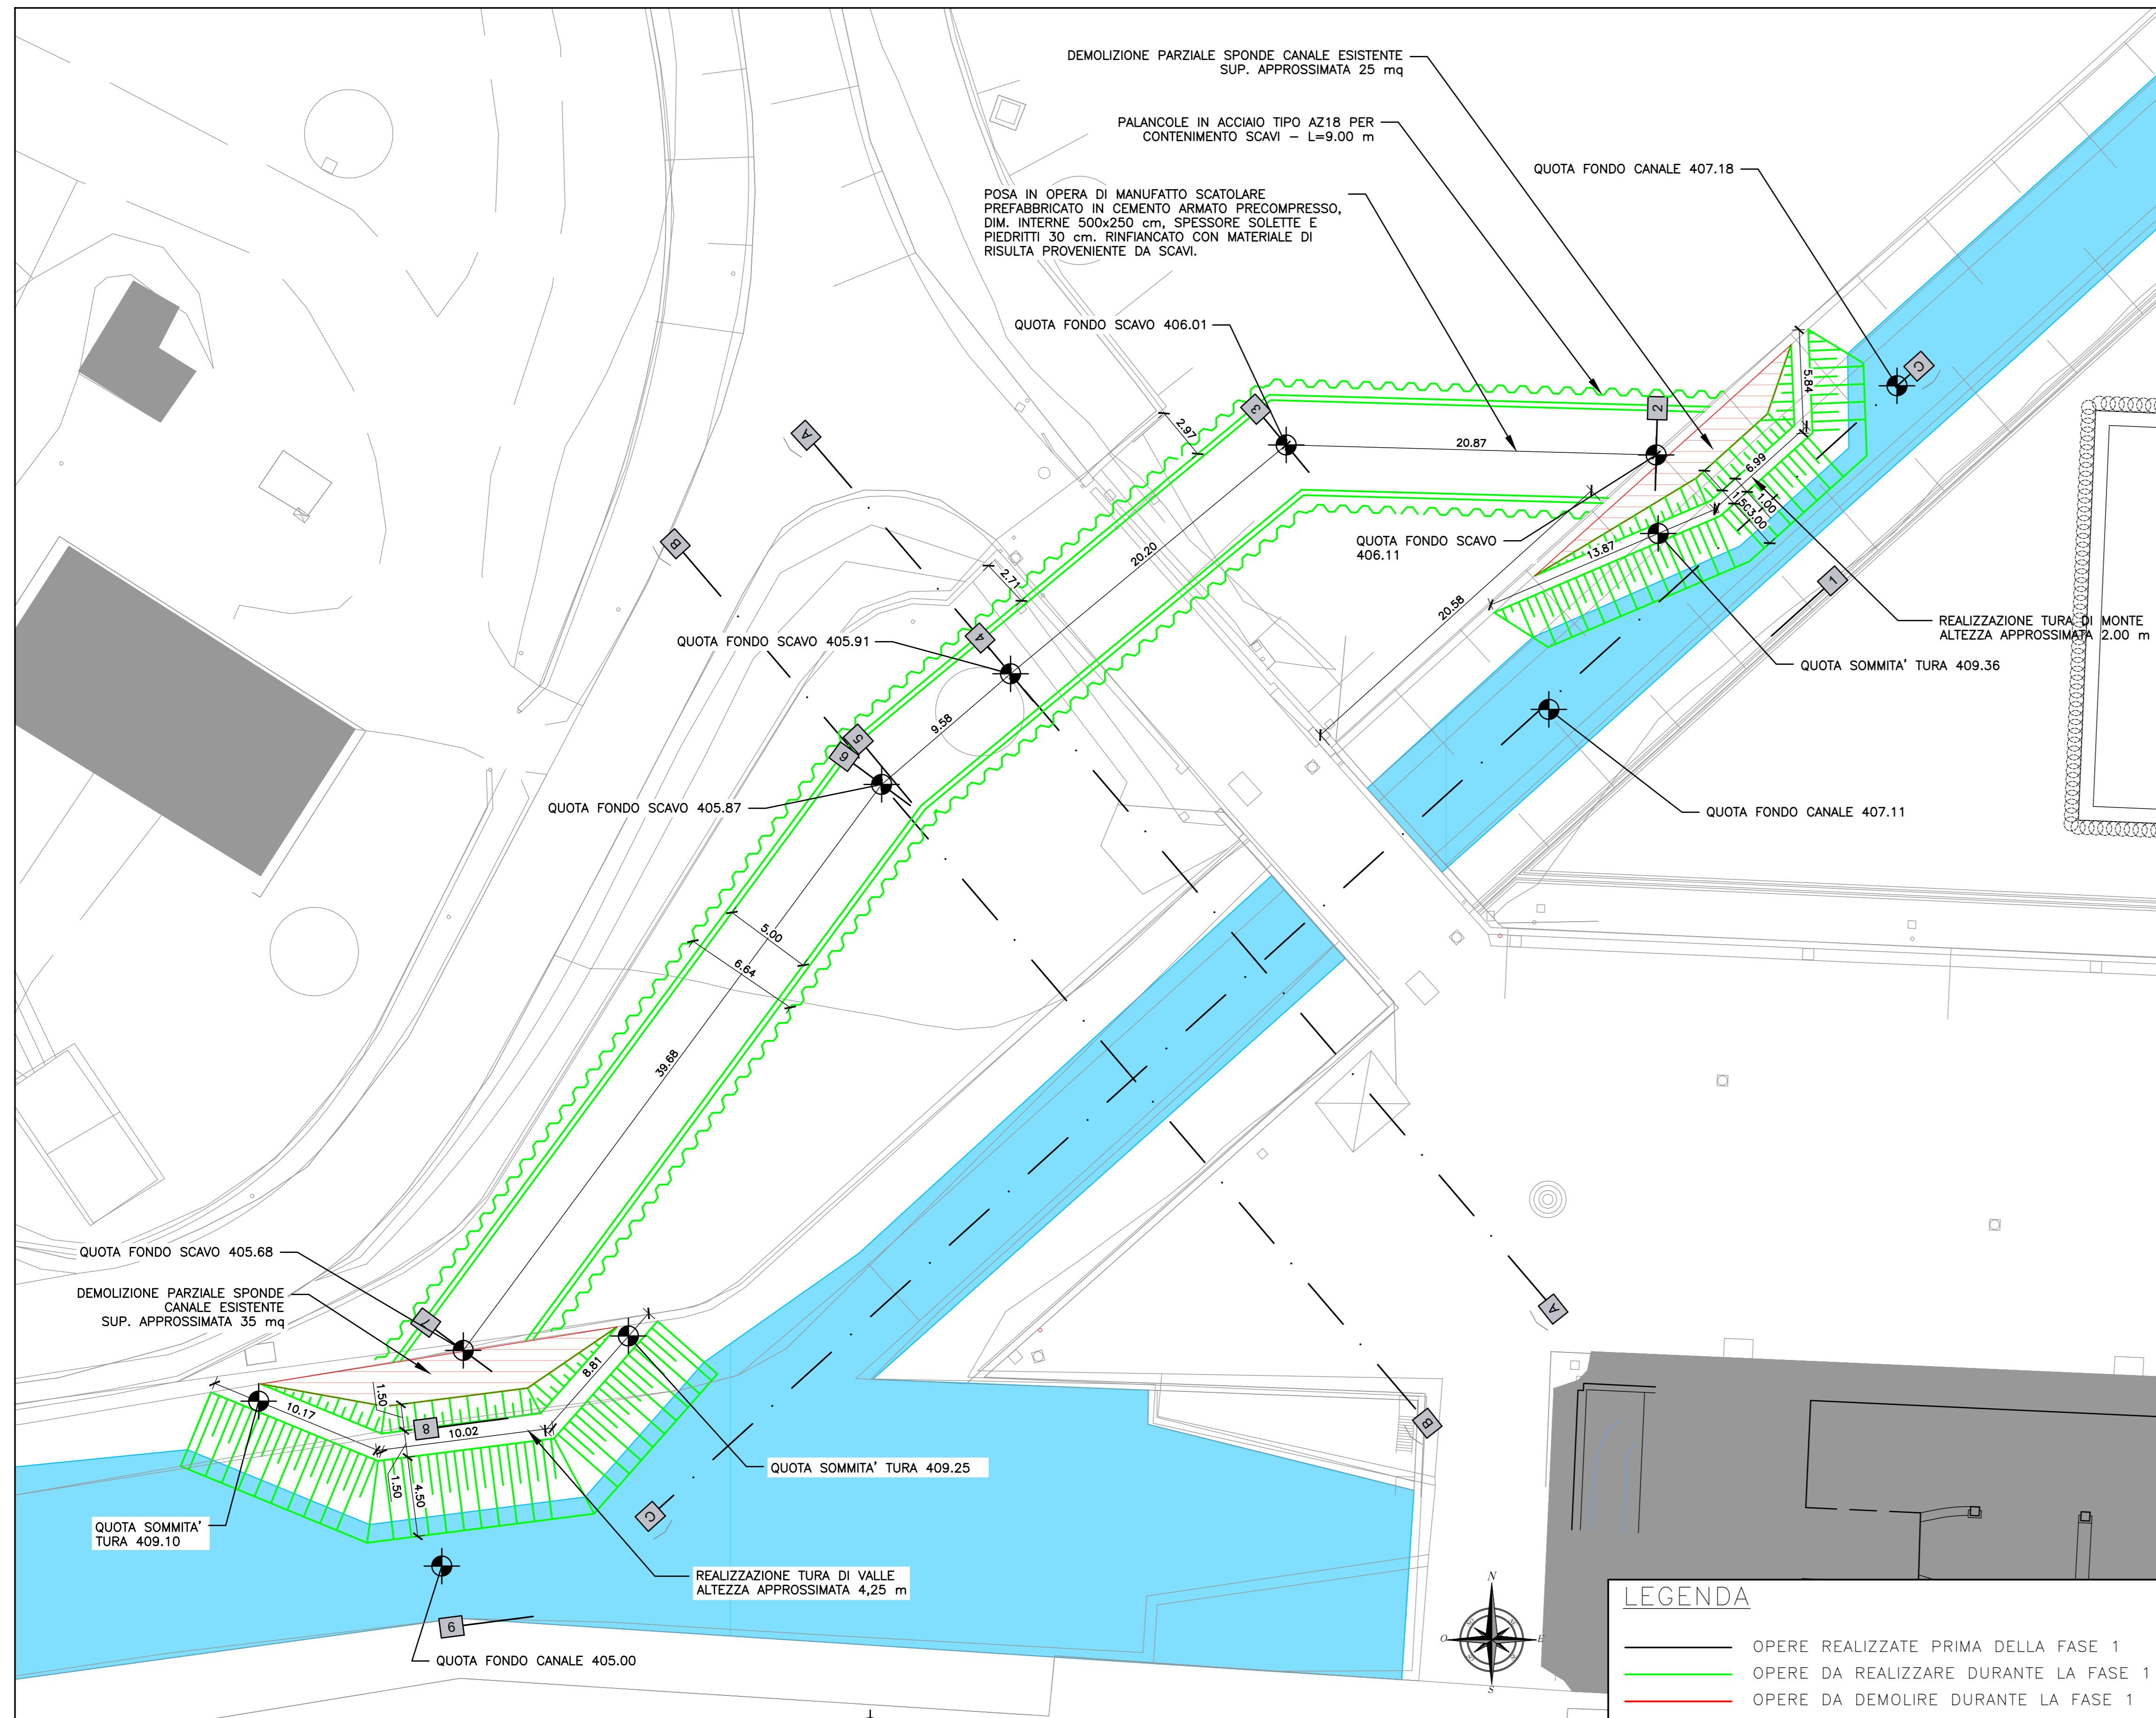 DEMOLIZIONE PARZIALE SPONDE CANALE ESISTENTE
SUP. APPROSSIMATA 25 mq
PALANCOLE IN ACCIAIO TIPO AZ18 PER
CONTENIMENTO SCAVI – L=9.00 m
QUOTA FONDO CANALE 407.18
POSA IN OPERA DI MANUFATTO SCATOLARE
PREFABBRICATO IN CEMENTO ARMATO PRECOMPRESSO,
DIM. INTERNE 500x250 cm, SPESSORE SOLETTE E
PIEDRITTI 30 cm. RINFIANCATO CON MATERIALE DI
RISULTA PROVENIENTE DA SCAVI.
QUOTA FONDO SCAVO 406.01
C
5.84
3
2
2.97
A
20.87
6.99
1.00
1.50
3.00
B
QUOTA FONDO SCAVO
406.11
20.20
13.87
2.71
1
20.58
REALIZZAZIONE TURA DI MONTE
ALTEZZA APPROSSIMATA 2.00 m
4
QUOTA FONDO SCAVO 405.91
QUOTA SOMMITA' TURA 409.36
9.58
5
6
QUOTA FONDO SCAVO 405.87
QUOTA FONDO CANALE 407.11
5.00
6.64
39.68
QUOTA FONDO SCAVO 405.68
DEMOLIZIONE PARZIALE SPONDE
CANALE ESISTENTE
SUP. APPROSSIMATA 35 mq
7
A
8.81
1.50
10.17
8
10.02
B
QUOTA SOMMITA' TURA 409.25
1.50
4.50
C
QUOTA SOMMITA'
TURA 409.10
REALIZZAZIONE TURA DI VALLE
ALTEZZA APPROSSIMATA 4,25 m
9
QUOTA FONDO CANALE 405.00
N
O
E
S
LEGENDA
OPERE REALIZZATE PRIMA DELLA FASE 1
OPERE DA REALIZZARE DURANTE LA FASE 1
OPERE DA DEMOLIRE DURANTE LA FASE 1